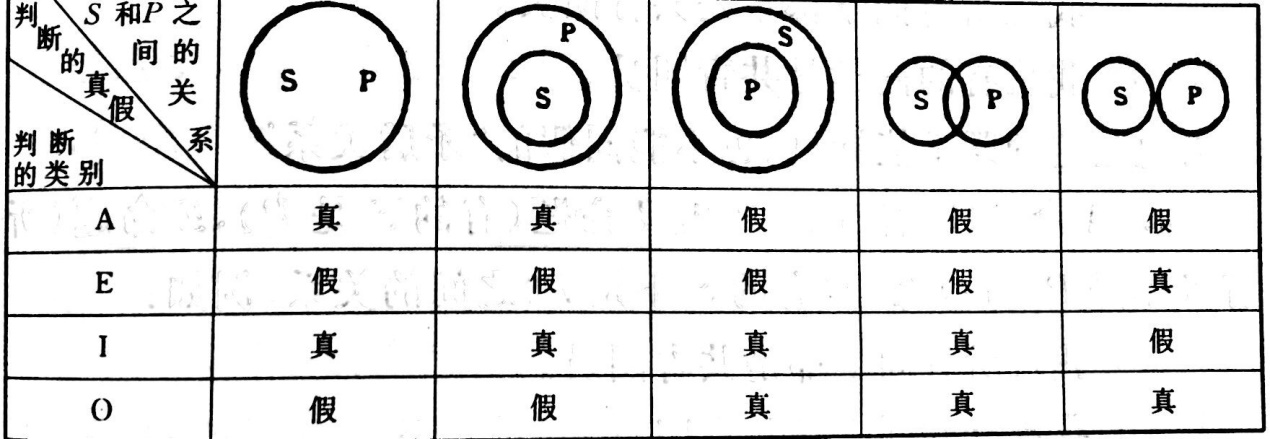 判断的真假
S 和P 之间的关系
判断的类别
S P
P
S
S
P
S P
S P
A 真 真 假 假 假
E 假 假 假 假 真
I 真 真 真 真 假
O 假 假 真 真 真